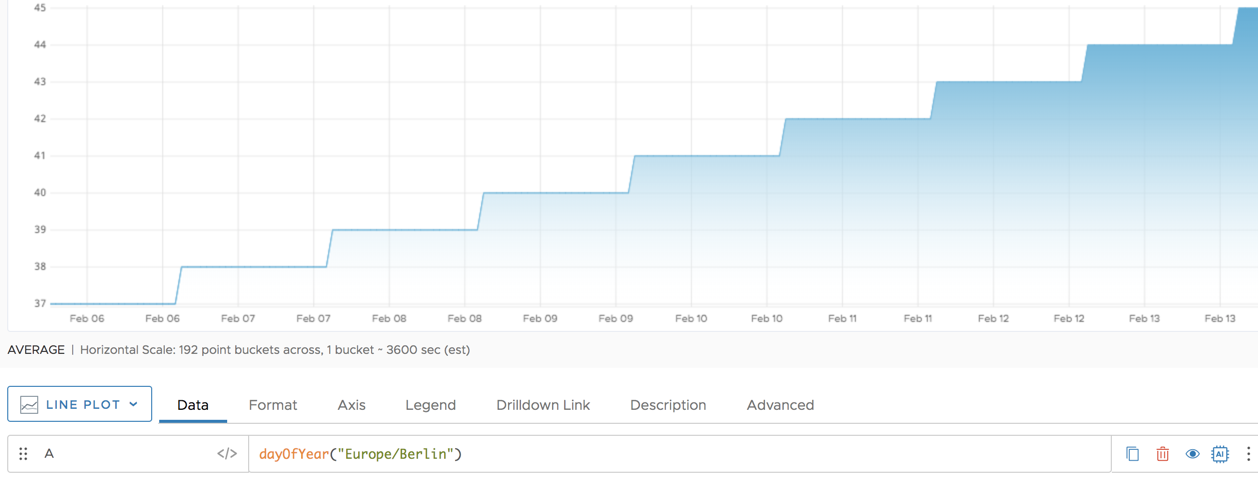 45
44
43
42
41
40
39
38
37
Feb 06 Feb 06 Feb 07 Feb 07 Feb 08 Feb 08 Feb 09 Feb 09 Feb 10 Feb 10 Feb 11 Feb 11 Feb 12 Feb 12 Feb 13 Feb 13
AVERAGE | Horizontal Scale: 192 point buckets across, 1 bucket ~ 3600 sec (est)
LINE PLOT Data Format Axis Legend Drilldown Link Description Advanced
A </> dayOfYear("Europe/Berlin") AI